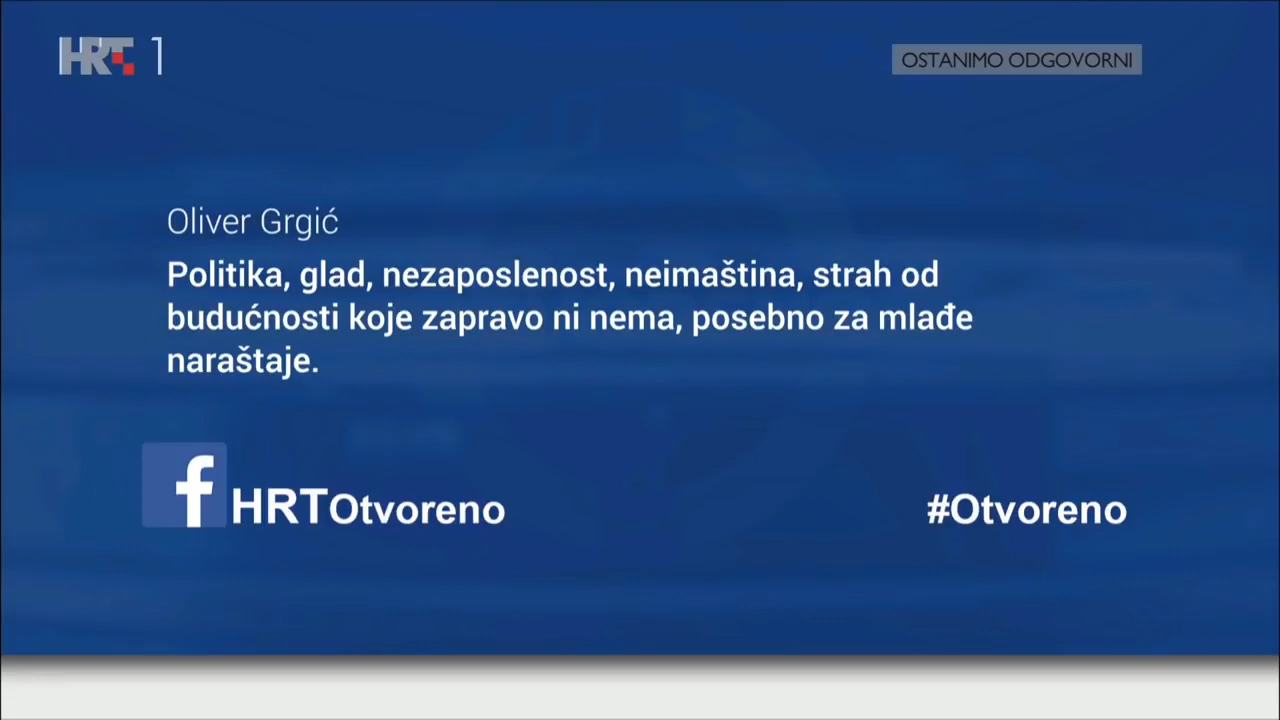 HRT 1
OSTANIMO ODGOVORNI
Oliver Grgić
Politika, glad, nezaposlenost, neimaština, strah od
budućnosti koje zapravo ni nema, posebno za mlađe
naraštaje.
f HRTOtvoreno
#Otvoreno